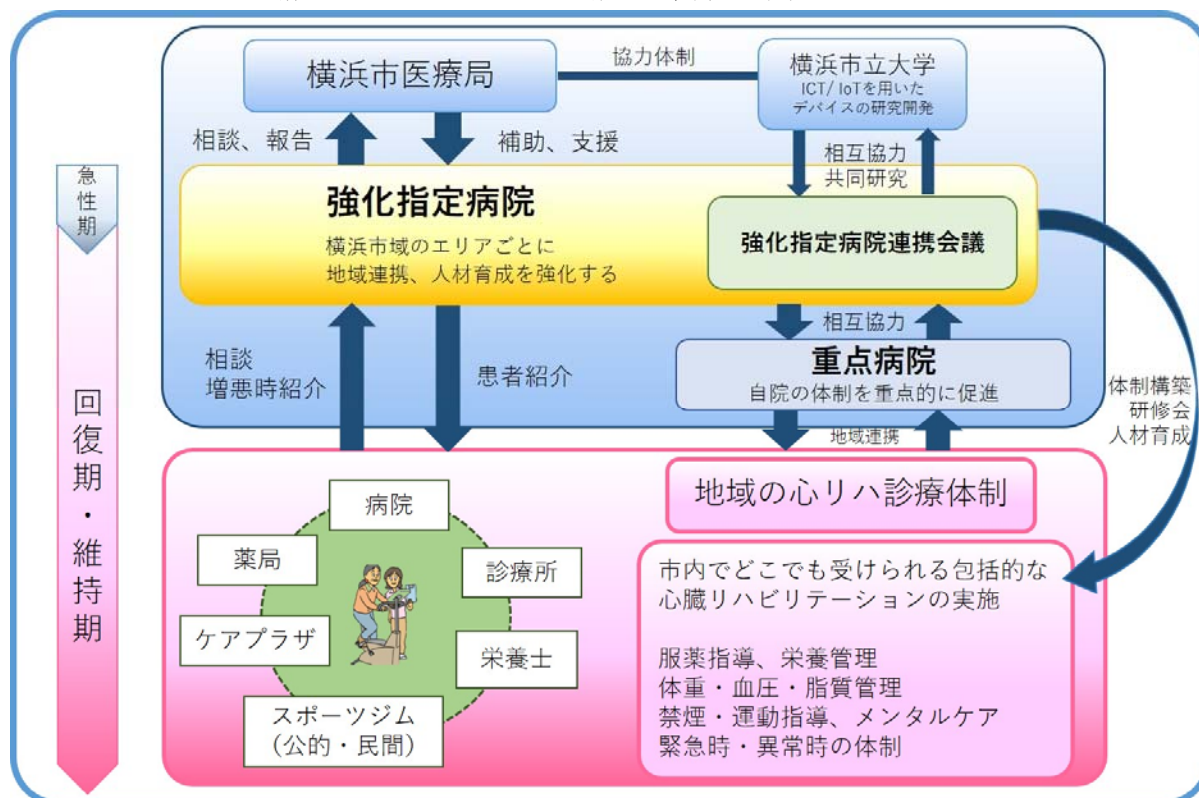 横浜市医療局
協力体制
横浜市立大学
ICT/ IoTを用いた
デバイスの研究開発
相談、報告
補助、支援
相互協力
共同研究
急性期
強化指定病院
横浜市域のエリアごとに
地域連携、人材育成を強化する
強化指定病院連携会議
相談
増悪時紹介
患者紹介
相互協力
重点病院
自院の体制を重点的に促進
地域連携
体制構築
研修会
人材育成
回復期・維持期
病院
薬局
診療所
ケアプラザ
栄養士
スポーツジム
(公的・民間)
地域の心リハ診療体制
市内でどこでも受けられる包括的な
心臓リハビリテーションの実施
服薬指導、栄養管理
体重・血圧・脂質管理
禁煙・運動指導、メンタルケア
緊急時・異常時の体制